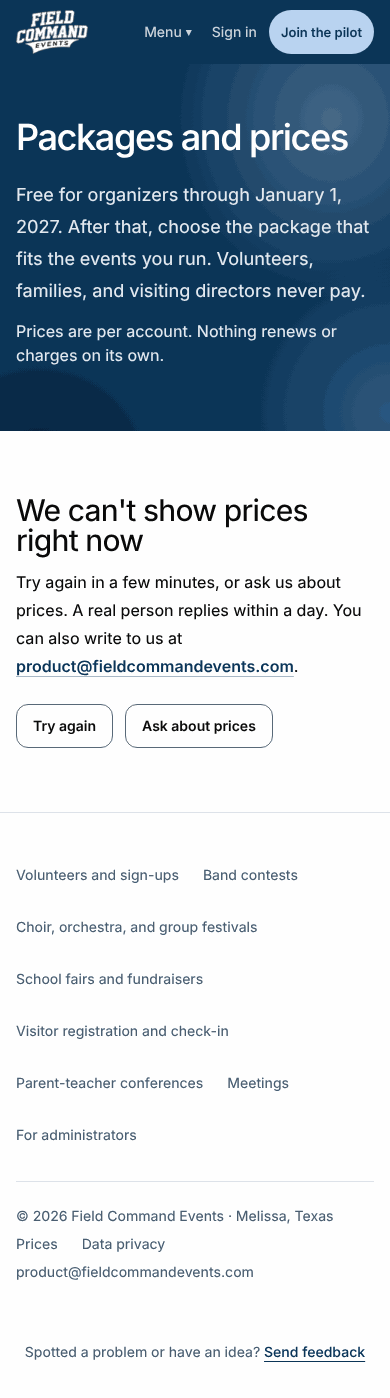 FIELD
COMMAND
EVENTS
Menu ▾ Sign in Join the pilot
Packages and prices
Free for organizers through January 1,
2027. After that, choose the package that
fits the events you run. Volunteers,
families, and visiting directors never pay.
Prices are per account. Nothing renews or
charges on its own.
We can't show prices
right now
Try again in a few minutes, or ask us about
prices. A real person replies within a day. You
can also write to us at
product@fieldcommandevents.com.
Try again Ask about prices
Volunteers and sign-ups Band contests
Choir, orchestra, and group festivals
School fairs and fundraisers
Visitor registration and check-in
Parent-teacher conferences Meetings
For administrators
© 2026 Field Command Events · Melissa, Texas
Prices Data privacy
product@fieldcommandevents.com
Spotted a problem or have an idea? Send feedback